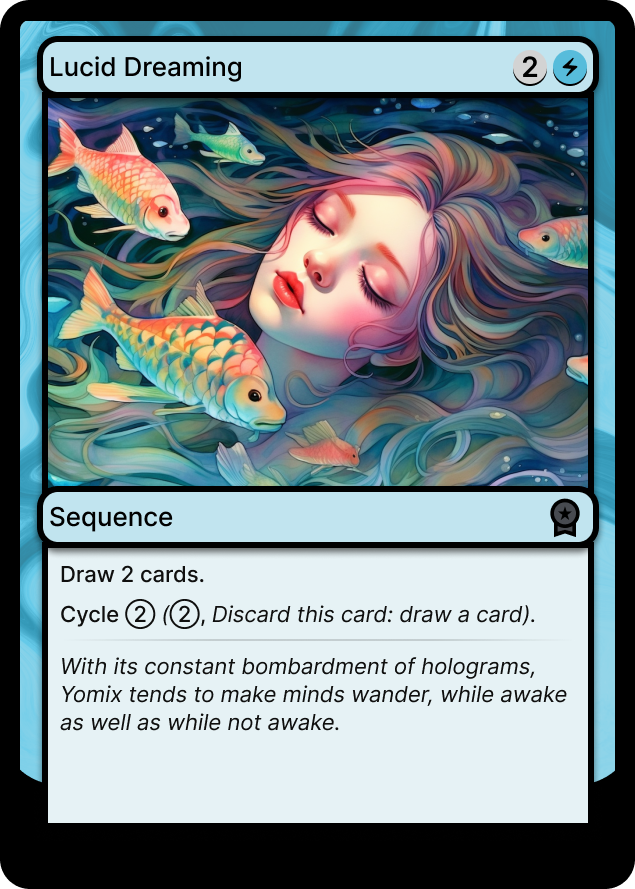 Lucid Dreaming 2
Sequence
Draw 2 cards.
Cycle 2 (2, Discard this card: draw a card).
With its constant bombardment of holograms,
Yomix tends to make minds wander, while awake
as well as while not awake.